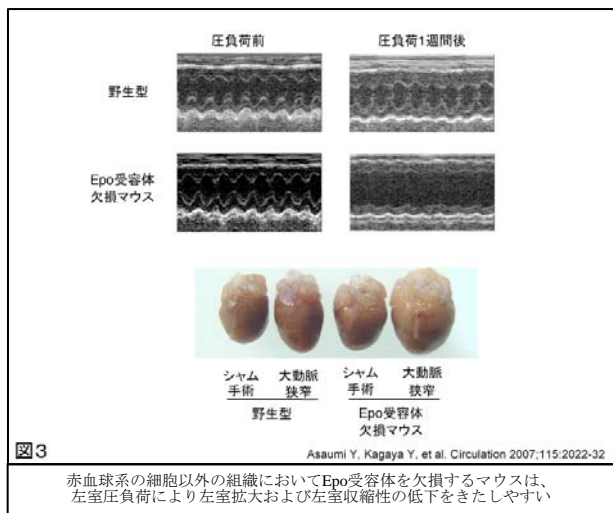 圧負荷前
圧負荷1週間後
野生型
Epo受容体
欠損マウス
シャム
手術
大動脈
狭窄
シャム
手術
大動脈
狭窄
野生型
Epo受容体
欠損マウス
図3
Asaumi Y, Kagaya Y, et al. Circulation 2007;115:2022-32
赤血球系の細胞以外の組織においてEpo受容体を欠損するマウスは、
左室圧負荷により左室拡大および左室収縮性の低下をきたしやすい